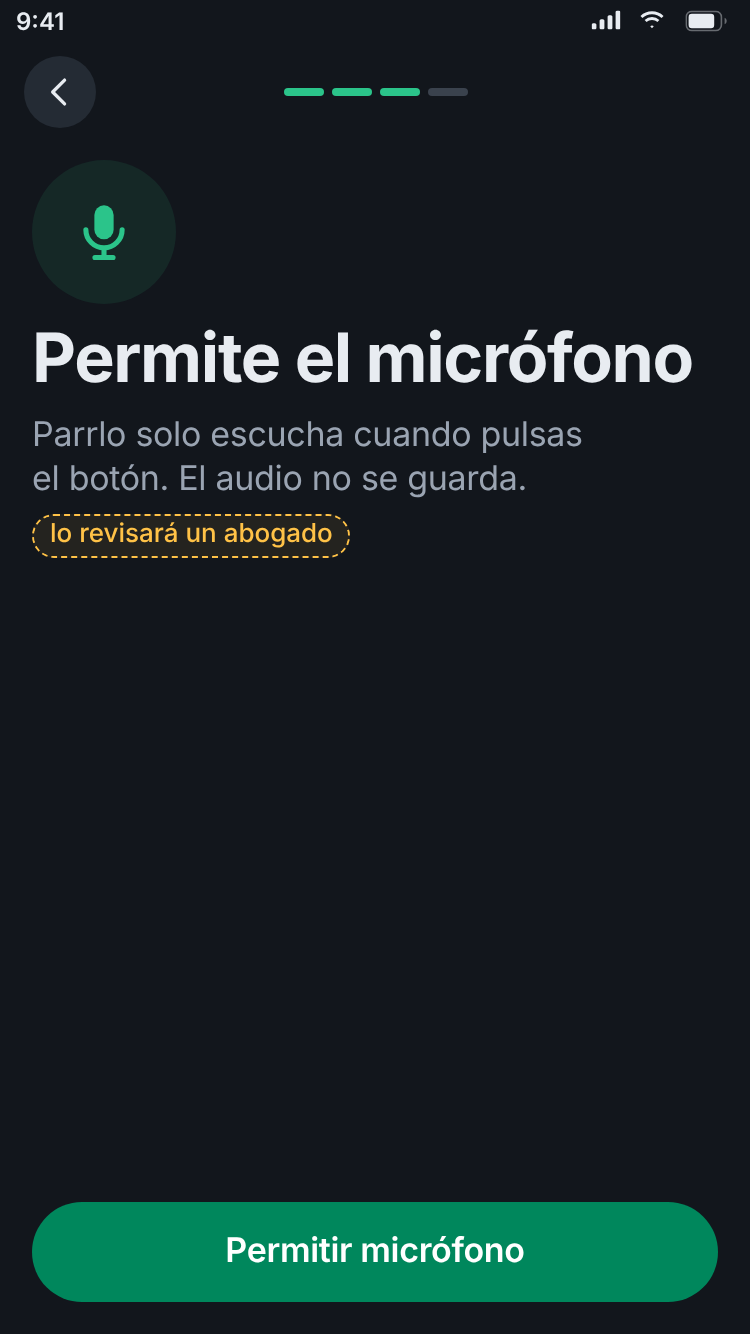 9:41
Permite el micrófono
Parrlo solo escucha cuando pulsas
el botón. El audio no se guarda.
lo revisará un abogado
Permitir micrófono